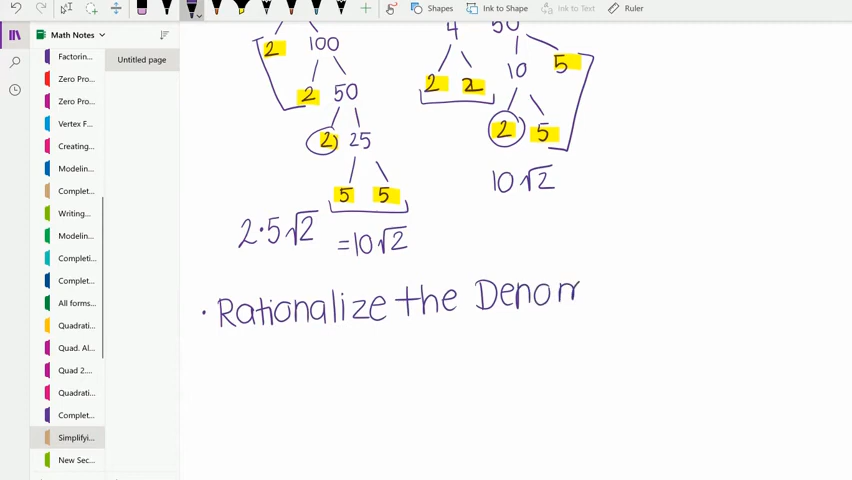 Shapes
Ink to Shape
Ink to Text
Ruler
Math Notes
Untitled page
Factorin...
Zero Pro...
Zero Pro...
Vertex F...
Creating...
Modelin...
Complet...
Writing...
Modelin...
Completi...
Complet...
All forms...
Quadrati...
Quad. Al...
Quad 2....
Quadrati...
Complet...
Simplifyi...
New Sec...
2 100
2 50
2 25
5 5
2·5√2 =10√2
4 50
2 2 10 5
2 5
10√2
· Rationalize the Denom